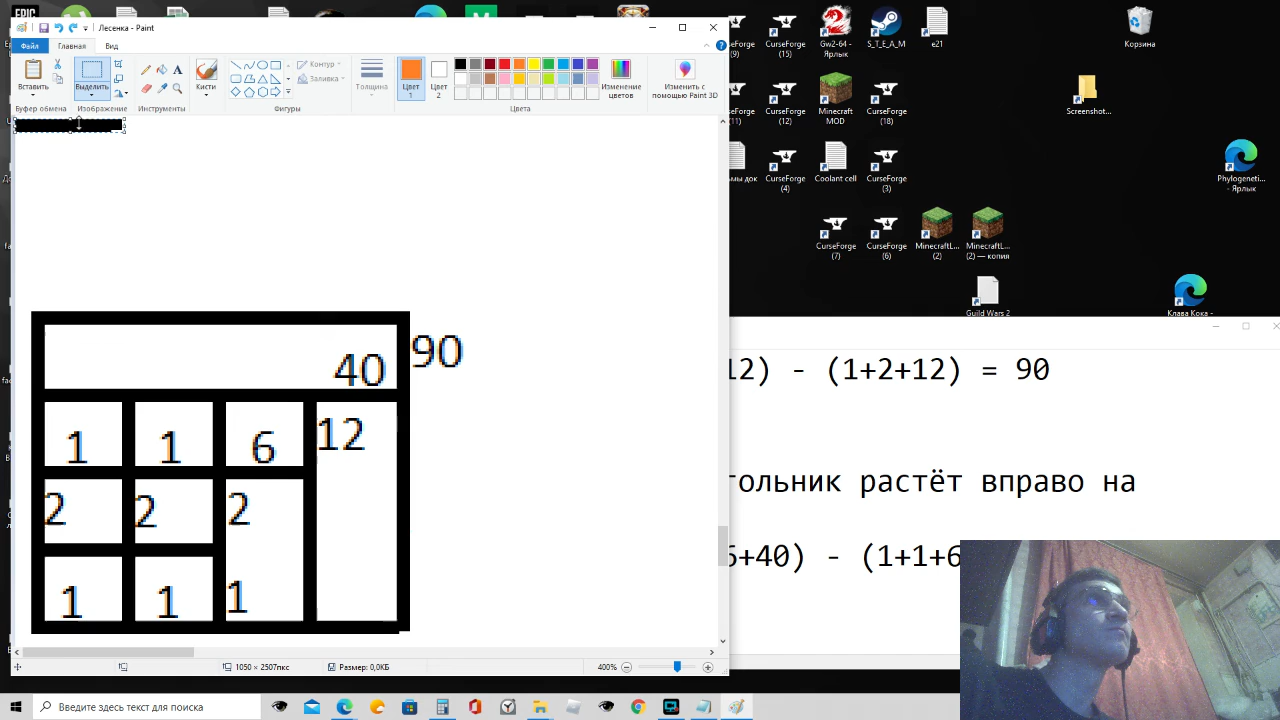 EPIC
Лесенка - Paint
Файл
Главная
Вид
Вставить
Выделить
Кисти
Контур
Заливка
Толщина
Цвет 1
Цвет 2
Изменение цветов
Изменить с помощью Paint 3D
Буфер обмена
Изображение
Инструменты
Фигуры
Цвета
40
90
1
1
6
12
2
2
2
1
1
1
1050 × 2507пкс
Размер: 0,0КБ
400%
(9)
CurseForge (15)
Gw2-64 - Ярлык
S_T_E_A_M
e21
Корзина
(11)
CurseForge (12)
Minecraft MOD
CurseForge (18)
Screenshot...
CurseForge (4)
Coolant cell
CurseForge (3)
Phylogeneti... - Ярлык
CurseForge (7)
CurseForge (6)
MinecraftL... (2)
MinecraftL... (2) — копия
Guild Wars 2
Клава Кока -
12) - (1+2+12) = 90
гольник растёт вправо на
6+40) - (1+1+6
Введите здесь текст для поиска